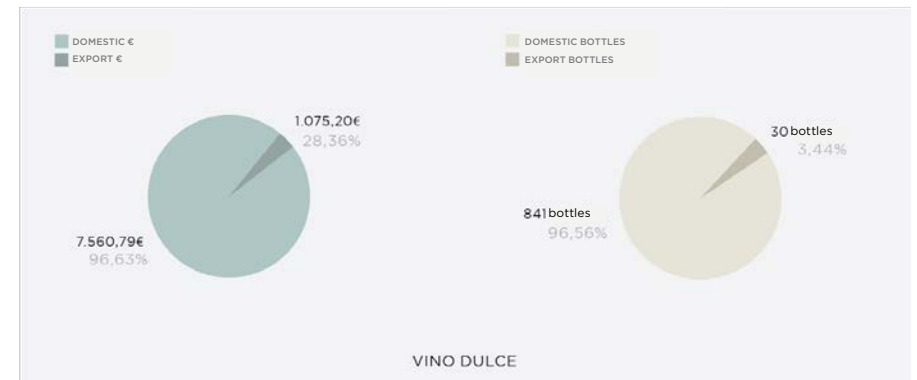 DOMESTIC €
EXPORT €
1.075,20€
28,36%
7.560,79€
96,63%
DOMESTIC BOTTLES
EXPORT BOTTLES
30 bottles
3,44%
841 bottles
96,56%
VINO DULCE